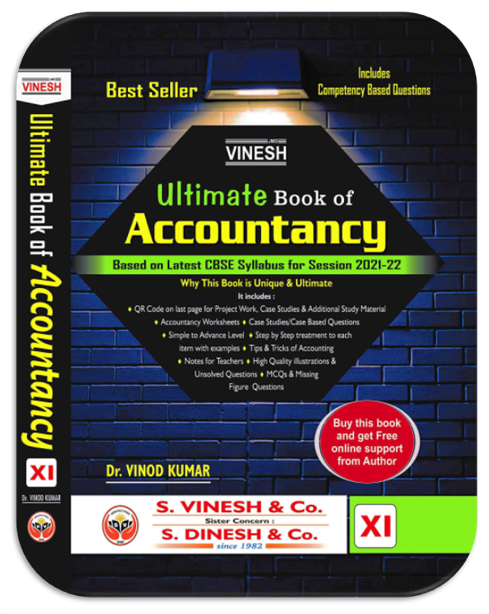 VINESH
Ultimate Book of Accountancy
XI
Dr. VINOD KUMAR
Best Seller
Includes
Competency Based Questions
VINESH
Ultimate Book of
Accountancy
Based on Latest CBSE Syllabus for Session 2021-22
Why This Book is Unique & Ultimate
It includes :
♦ QR Code on last page for Project Work, Case Studies & Additional Study Material
♦ Accountancy Worksheets ♦ Case Studies/Case Based Questions
♦ Simple to Advance Level ♦ Step by Step treatment to each
item with examples ♦ Tips & Tricks of Accounting
♦ Notes for Teachers ♦ High Quality illustrations &
Unsolved Questions ♦ MCQs & Missing
Figure Questions
Buy this book
and get Free
online support
from Author
Dr. VINOD KUMAR
S. VINESH & Co.
Sister Concern :
S. DINESH & Co.
since 1982
XI